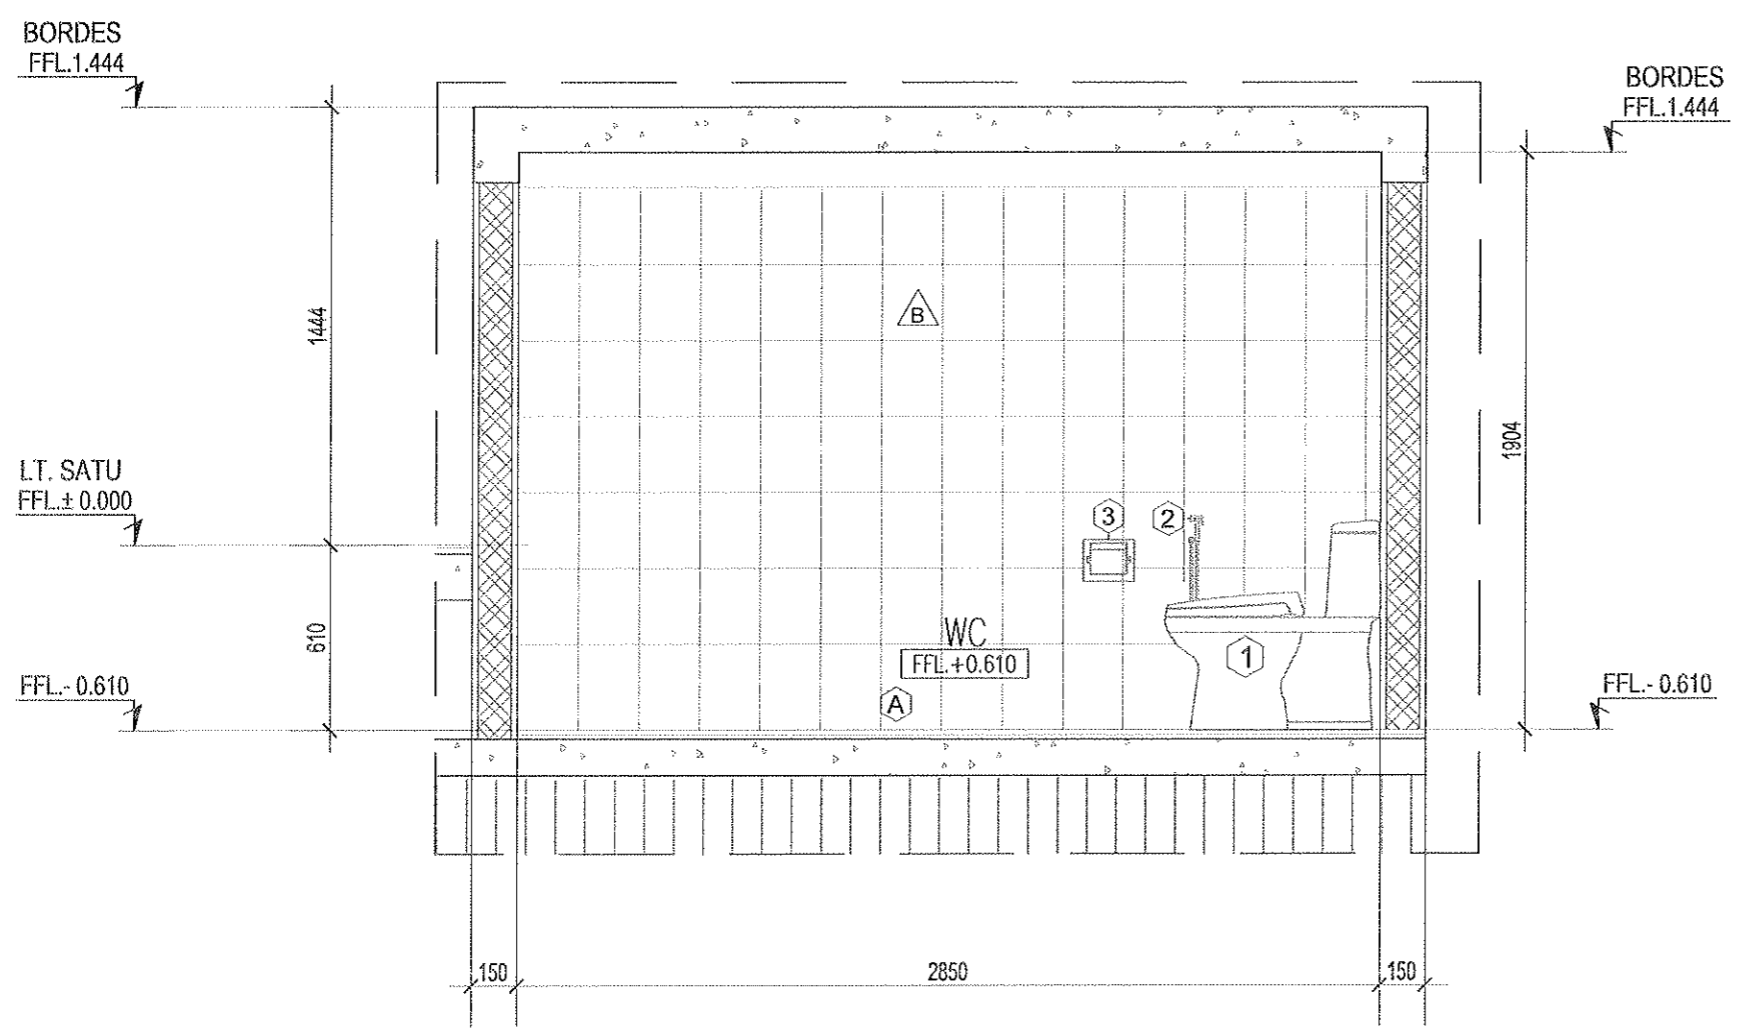 BORDES
FFL.1.444
BORDES
FFL.1.444
1444
B
1904
LT. SATU
FFL.± 0.000
3
2
610
WC
FFL.+0.610
1
FFL.- 0.610
A
FFL.- 0.610
150
2850
150